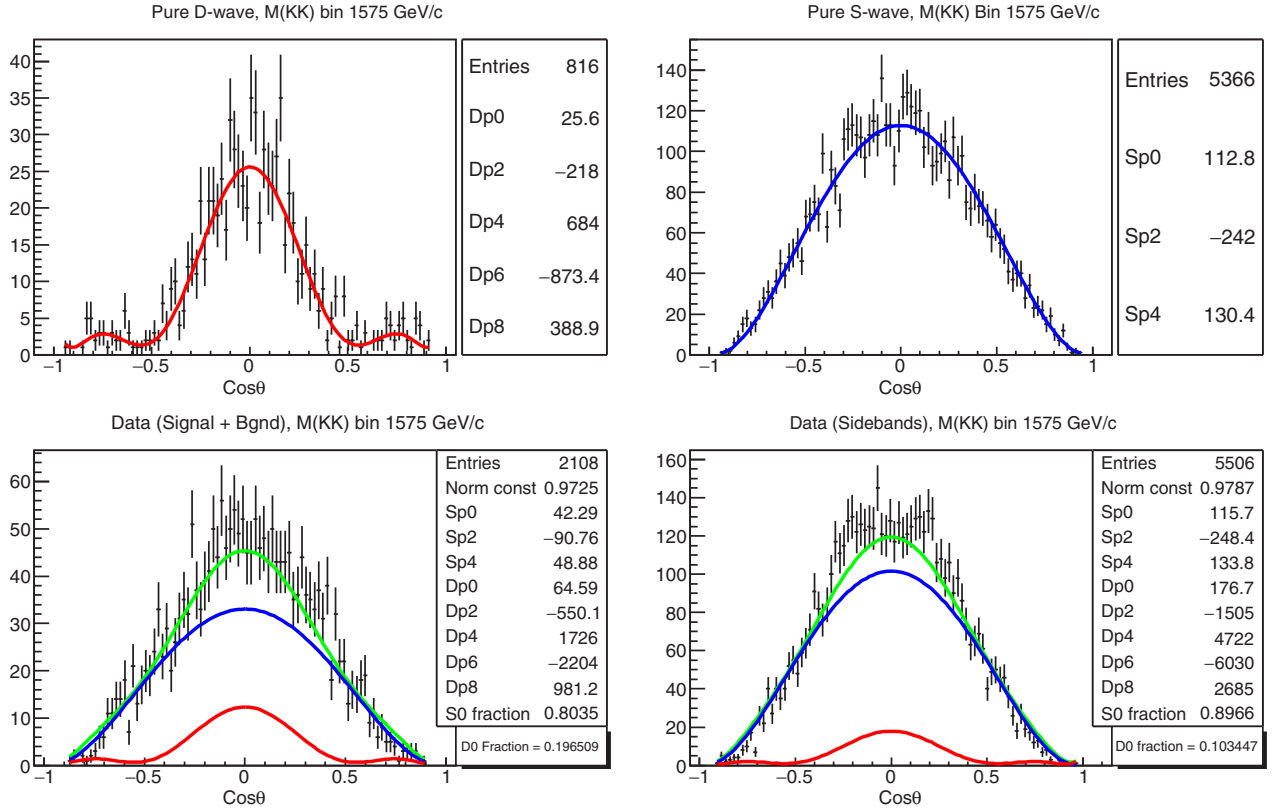 Pure D-wave, M(KK) bin 1575 GeV/c
40
35
30
25
20
15
10
5
0
−1 −0.5 0 0.5 1
Cosθ
Entries 816
Dp0 25.6
Dp2 −218
Dp4 684
Dp6 −873.4
Dp8 388.9
Pure S-wave, M(KK) Bin 1575 GeV/c
140
120
100
80
60
40
20
0
−1 −0.5 0 0.5 1
Cosθ
Entries 5366
Sp0 112.8
Sp2 −242
Sp4 130.4
Data (Signal + Bgnd), M(KK) bin 1575 GeV/c
60
50
40
30
20
10
0
−1 −0.5 0 0.5 1
Cosθ
Entries 2108
Norm const 0.9725
Sp0 42.29
Sp2 −90.76
Sp4 48.88
Dp0 64.59
Dp2 −550.1
Dp4 1726
Dp6 −2204
Dp8 981.2
S0 fraction 0.8035
D0 Fraction = 0.196509
Data (Sidebands), M(KK) bin 1575 GeV/c
160
140
120
100
80
60
40
20
0
−1 −0.5 0 0.5 1
Cosθ
Entries 5506
Norm const 0.9787
Sp0 115.7
Sp2 −248.4
Sp4 133.8
Dp0 176.7
Dp2 −1505
Dp4 4722
Dp6 −6030
Dp8 2685
S0 fraction 0.8966
D0 fraction = 0.103447